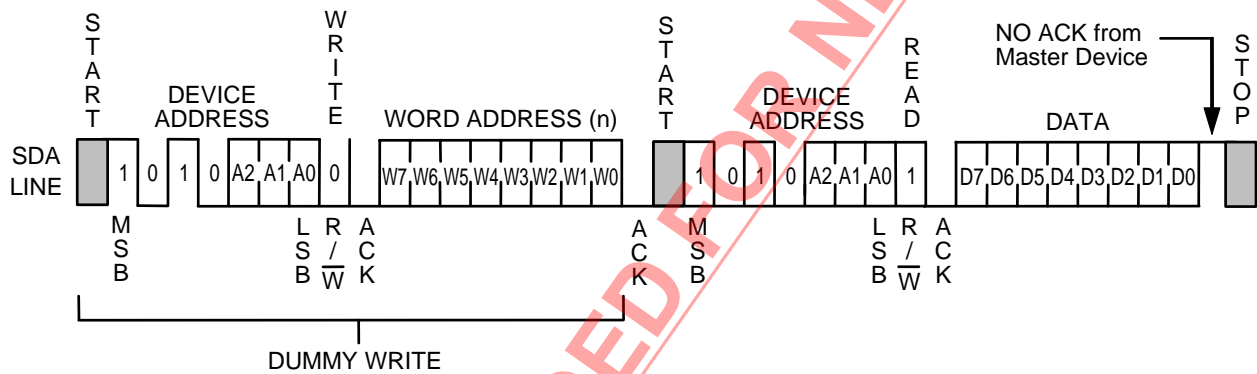 START
WRITE
START
READ
NO ACK from
Master Device
STOP
DEVICE
ADDRESS
WORD ADDRESS (n)
DEVICE
ADDRESS
DATA
SDA
LINE
1 0 1 0 A2 A1 A0 0
W7 W6 W5 W4 W3 W2 W1 W0
1 0 1 0 A2 A1 A0 1
D7 D6 D5 D4 D3 D2 D1 D0
MSB
LSB
R/W
ACK
ACK
MSB
LSB
R/W
ACK
DUMMY WRITE
ED FOR N